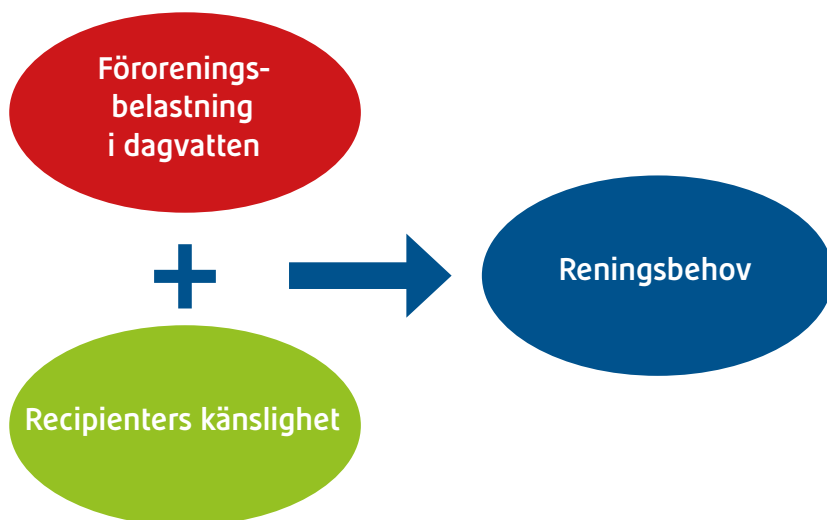 Förorenings-
belastning
i dagvatten
+
Reningsbehov
Recipienters känslighet